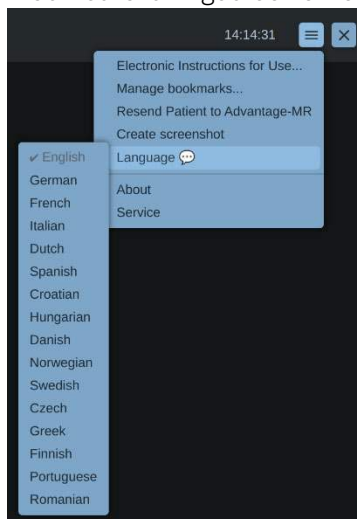 14:14:31
Electronic Instructions for Use...
Manage bookmarks...
Resend Patient to Advantage-MR
Create screenshot
Language 💬
About
Service
✔ English
German
French
Italian
Dutch
Spanish
Croatian
Hungarian
Danish
Norwegian
Swedish
Czech
Greek
Finnish
Portuguese
Romanian